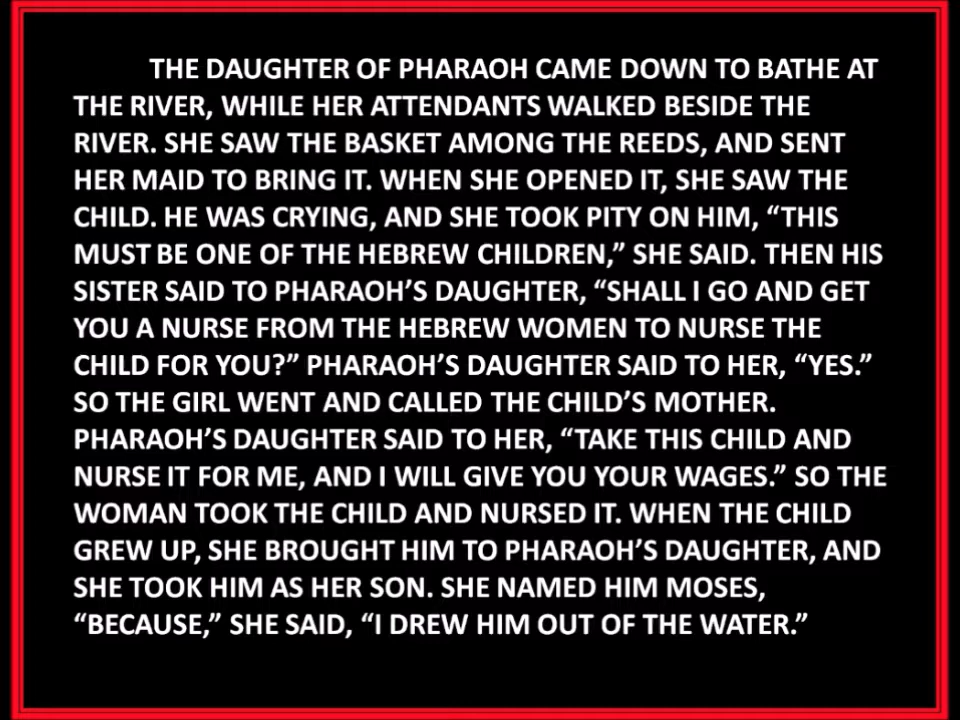 THE DAUGHTER OF PHARAOH CAME DOWN TO BATHE AT
THE RIVER, WHILE HER ATTENDANTS WALKED BESIDE THE
RIVER. SHE SAW THE BASKET AMONG THE REEDS, AND SENT
HER MAID TO BRING IT. WHEN SHE OPENED IT, SHE SAW THE
CHILD. HE WAS CRYING, AND SHE TOOK PITY ON HIM, “THIS
MUST BE ONE OF THE HEBREW CHILDREN,” SHE SAID. THEN HIS
SISTER SAID TO PHARAOH’S DAUGHTER, “SHALL I GO AND GET
YOU A NURSE FROM THE HEBREW WOMEN TO NURSE THE
CHILD FOR YOU?” PHARAOH’S DAUGHTER SAID TO HER, “YES.”
SO THE GIRL WENT AND CALLED THE CHILD’S MOTHER.
PHARAOH’S DAUGHTER SAID TO HER, “TAKE THIS CHILD AND
NURSE IT FOR ME, AND I WILL GIVE YOU YOUR WAGES.” SO THE
WOMAN TOOK THE CHILD AND NURSED IT. WHEN THE CHILD
GREW UP, SHE BROUGHT HIM TO PHARAOH’S DAUGHTER, AND
SHE TOOK HIM AS HER SON. SHE NAMED HIM MOSES,
“BECAUSE,” SHE SAID, “I DREW HIM OUT OF THE WATER.”